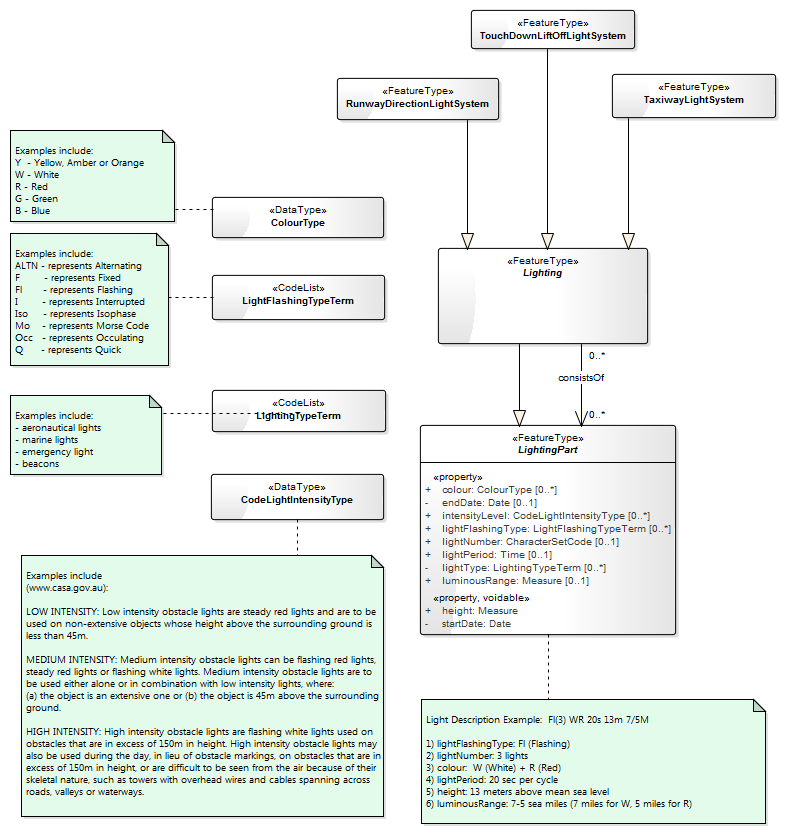 «FeatureType»
TouchDownLiftOffLightSystem
«FeatureType»
RunwayDirectionLightSystem
«FeatureType»
TaxiwayLightSystem
Examples include:
Y - Yellow, Amber or Orange
W - White
R - Red
G - Green
B - Blue
«DataType»
ColourType
Examples include:
ALTN - represents Alternating
F - represents Fixed
Fl - represents Flashing
I - represents Interrupted
Iso - represents Isophase
Mo - represents Morse Code
Occ - represents Occulating
Q - represents Quick
«CodeList»
LightFlashingTypeTerm
«FeatureType»
Lighting
0..*
consistsOf
0..*
Examples include:
- aeronautical lights
- marine lights
- emergency light
- beacons
«CodeList»
LightingTypeTerm
«DataType»
CodeLightIntensityType
«FeatureType»
LightingPart
«property»
+ colour: ColourType [0..*]
- endDate: Date [0..1]
+ intensityLevel: CodeLightIntensityType [0..*]
+ lightFlashingType: LightFlashingTypeTerm [0..*]
+ lightNumber: CharacterSetCode [0..1]
+ lightPeriod: Time [0..1]
- lightType: LightingTypeTerm [0..*]
+ luminousRange: Measure [0..1]
«property, voidable»
+ height: Measure
- startDate: Date
Examples include
(www.casa.gov.au):
LOW INTENSITY: Low intensity obstacle lights are steady red lights and are to be
used on non-extensive objects whose height above the surrounding ground is
less than 45m.
MEDIUM INTENSITY: Medium intensity obstacle lights can be flashing red lights,
steady red lights or flashing white lights. Medium intensity obstacle lights are to
be used either alone or in combination with low intensity lights, where:
(a) the object is an extensive one or (b) the object is 45m above the surrounding
ground.
HIGH INTENSITY: High intensity obstacle lights are flashing white lights used on
obstacles that are in excess of 150m in height. High intensity obstacle lights may
also be used during the day, in lieu of obstacle markings, on obstacles that are in
excess of 150m in height, or are difficult to be seen from the air because of their
skeletal nature, such as towers with overhead wires and cables spanning across
roads, valleys or waterways.
Light Description Example: Fl(3) WR 20s 13m 7/5M
1) lightFlashingType: Fl (Flashing)
2) lightNumber: 3 lights
3) colour: W (White) + R (Red)
4) lightPeriod: 20 sec per cycle
5) height: 13 meters above mean sea level
6) luminousRange: 7-5 sea miles (7 miles for W, 5 miles for R)